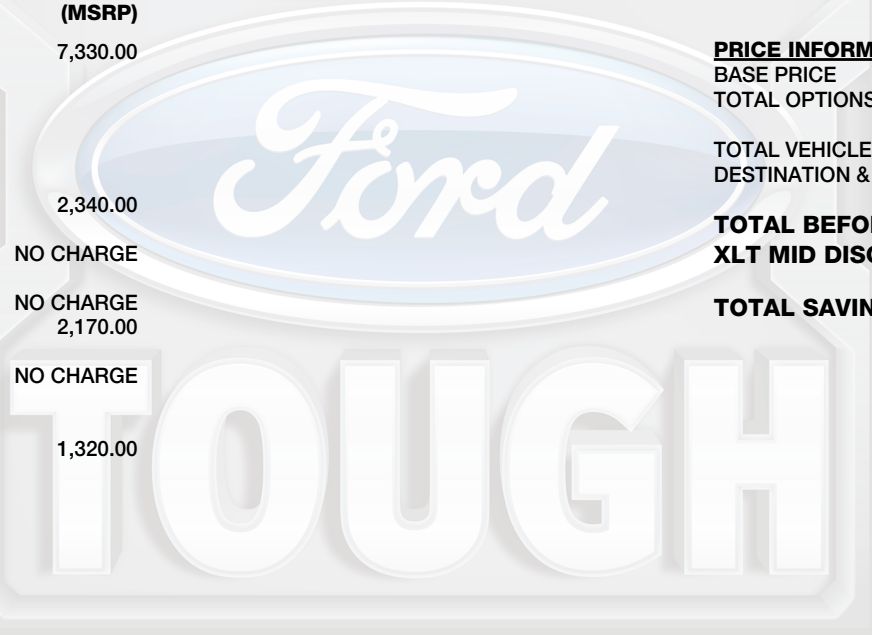 (MSRP)
7,330.00
2,340.00
NO CHARGE
NO CHARGE
2,170.00
NO CHARGE
1,320.00
PRICE INFORM
BASE PRICE
TOTAL OPTIONS
TOTAL VEHICLE
DESTINATION &
TOTAL BEFO
XLT MID DISC
TOTAL SAVIN
Ford
TOUGH